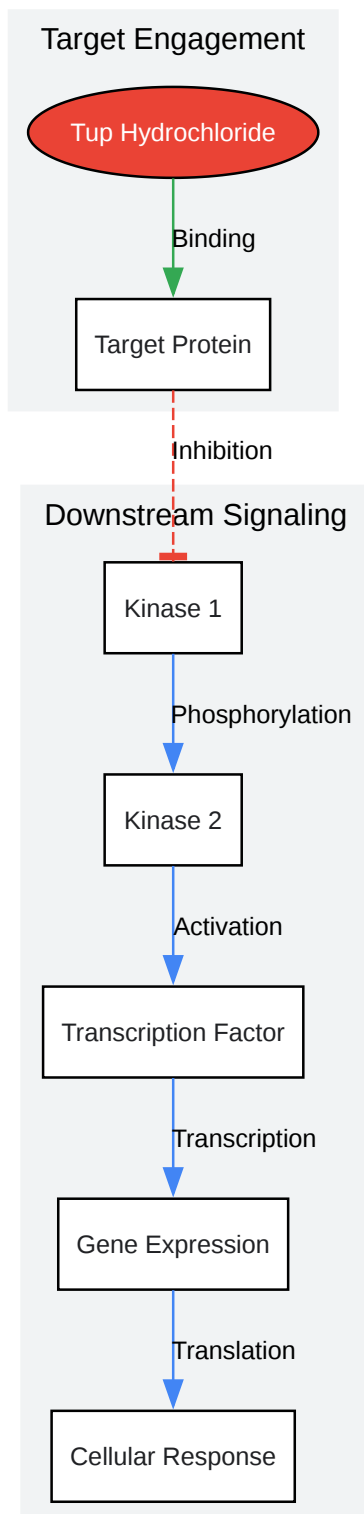 Target Engagement
Tup Hydrochloride
Binding
Target Protein
Inhibition
Downstream Signaling
Kinase 1
Phosphorylation
Kinase 2
Activation
Transcription Factor
Transcription
Gene Expression
Translation
Cellular Response